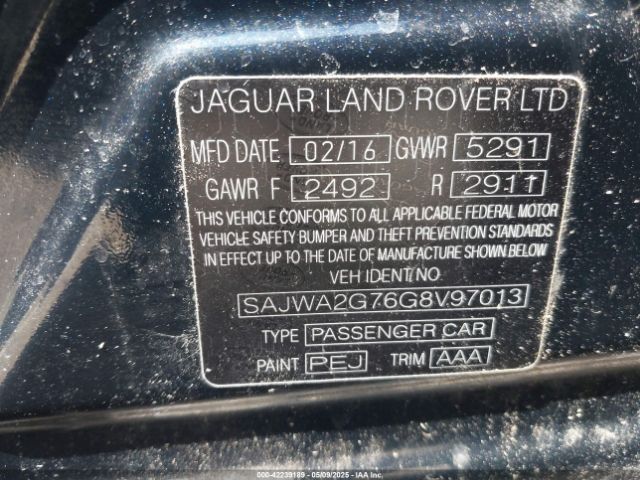 JAGUAR LAND ROVER LTD
MFD DATE 02/16 GVWR 5291
GAWR F 2492 R 2911
THIS VEHICLE CONFORMS TO ALL APPLICABLE FEDERAL MOTOR
VEHICLE SAFETY BUMPER AND THEFT PREVENTION STANDARDS
IN EFFECT UP TO THE DATE OF MANUFACTURE SHOWN BELOW
VEH IDENT NO
SAJWA2G76G8V97013
TYPE PASSENGER CAR
PAINT PEJ TRIM AAA
000-42239189 - 05/09/2025 - IAA Inc.